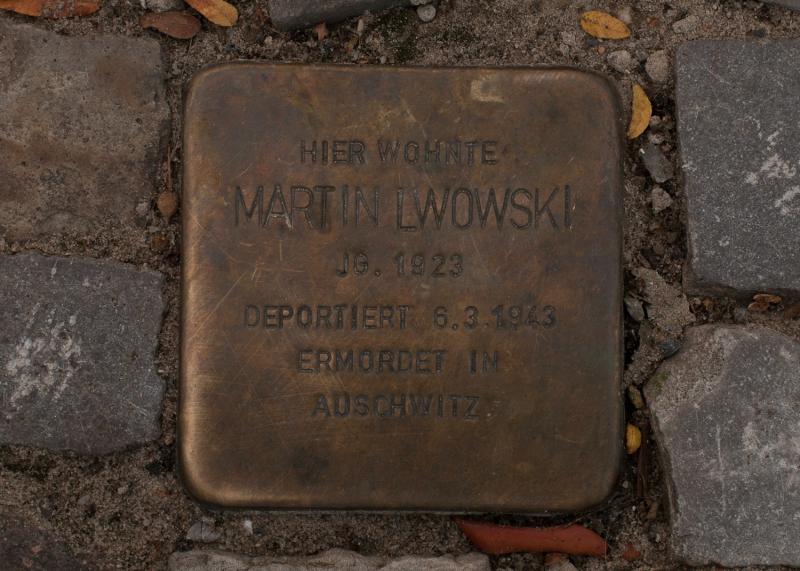 HIER WOHNTE
MARTIN LWOWSKI
JG. 1923
DEPORTIERT 6.3.1943
ERMORDET IN
AUSCHWITZ